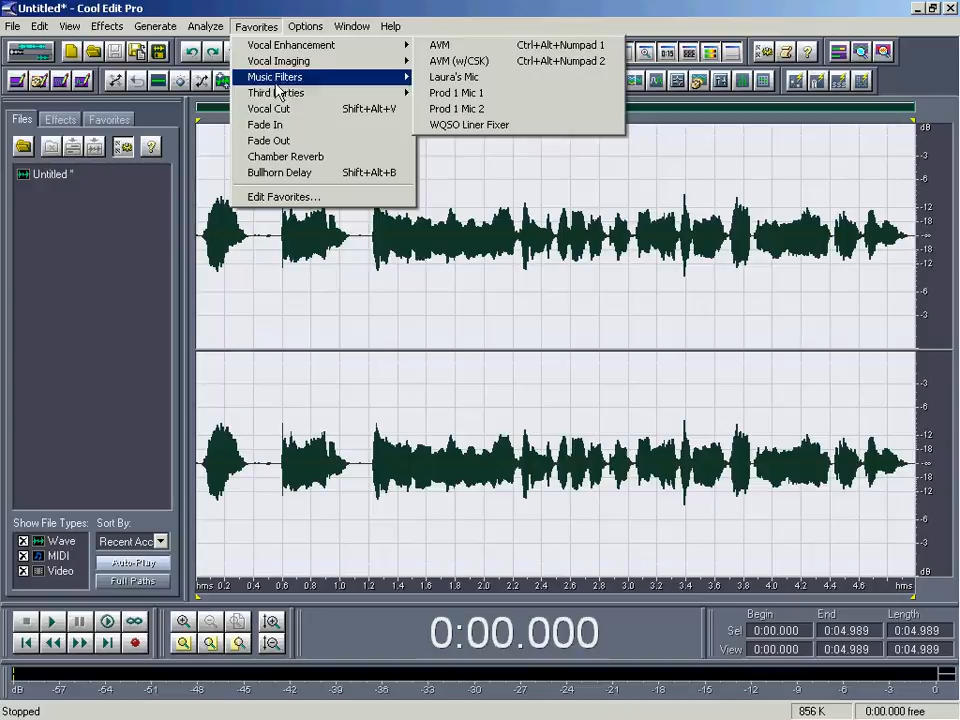 Untitled* - Cool Edit Pro
File Edit View Effects Generate Analyze Favorites Options Window Help
Vocal Enhancement
Vocal Imaging
Music Filters
Third Parties
Vocal Cut Shift+Alt+V
Fade In
Fade Out
Chamber Reverb
Bullhorn Delay Shift+Alt+B
Edit Favorites...
AVM Ctrl+Alt+Numpad 1
AVM (w/CSK) Ctrl+Alt+Numpad 2
Laura's Mic
Prod 1 Mic 1
Prod 1 Mic 2
WQSO Liner Fixer
Files Effects Favorites
Untitled *
dB
-12
-18
-∞
-18
-12
-6
-3
-3
-6
-12
-18
-∞
-18
-12
-6
-3
dB
hms 0.2 0.4 0.6 0.8 1.0 1.2 1.4 1.6 1.8 2.0 2.2 2.4 2.6 2.8 3.0 3.2 3.4 3.6 3.8 4.0 4.2 4.4 4.6 hms
Show File Types: Sort By:
Wave Recent Acc
MIDI Auto-Play
Video Full Paths
0:00.000
Begin End Length
Sel 0:00.000 0:04.989 0:04.989
View 0:00.000 0:04.989 0:04.989
dB -57 -54 -51 -48 -45 -42 -39 -36 -33 -30 -27 -24 -21 -18 -15 -12 -9 -6 -3 0
Stopped 856 K 0:00.000 free